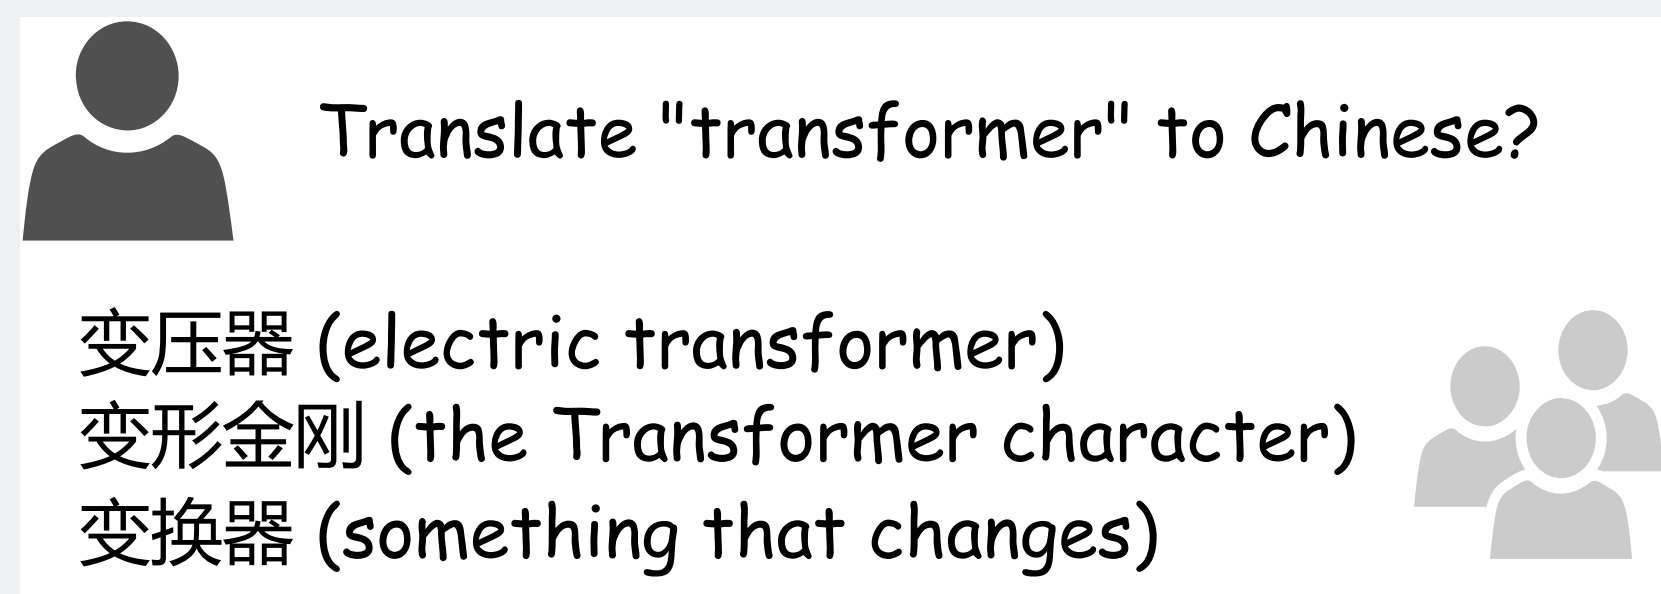 Translate "transformer" to Chinese?
变压器 (electric transformer)
变形金刚 (the Transformer character)
变换器 (something that changes)